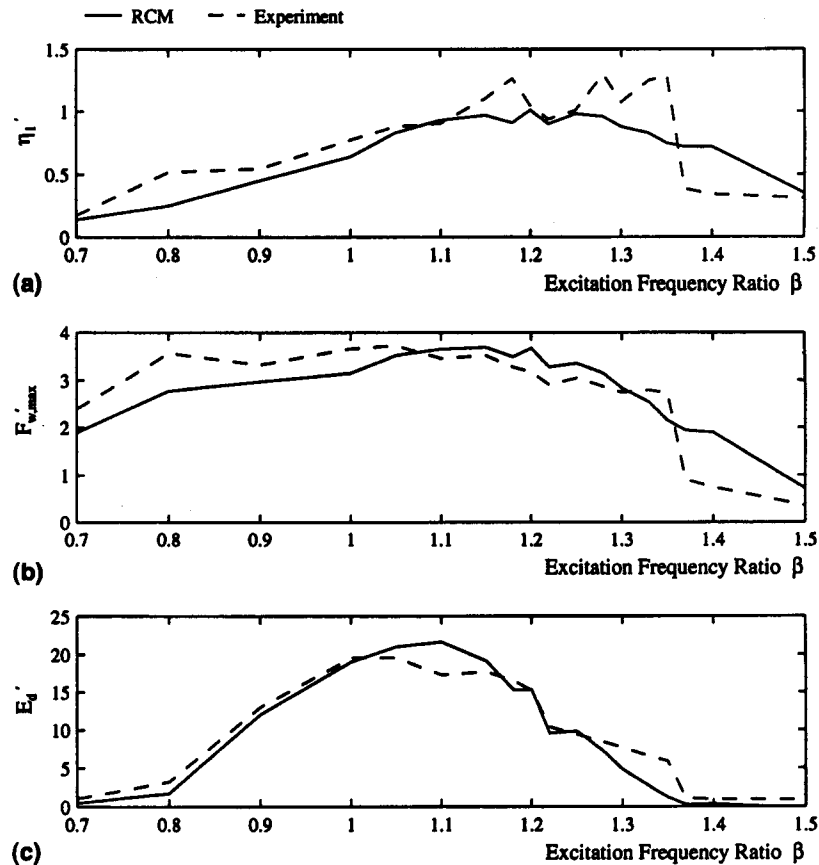 RCM Experiment
1.5
1
0.5
0
η₁′
0.7 0.8 0.9 1 1.1 1.2 1.3 1.4 1.5
(a) Excitation Frequency Ratio β
4
3
2
1
0
F′w,max
0.7 0.8 0.9 1 1.1 1.2 1.3 1.4 1.5
(b) Excitation Frequency Ratio β
25
20
15
10
5
0
E_d′
0.7 0.8 0.9 1 1.1 1.2 1.3 1.4 1.5
(c) Excitation Frequency Ratio β